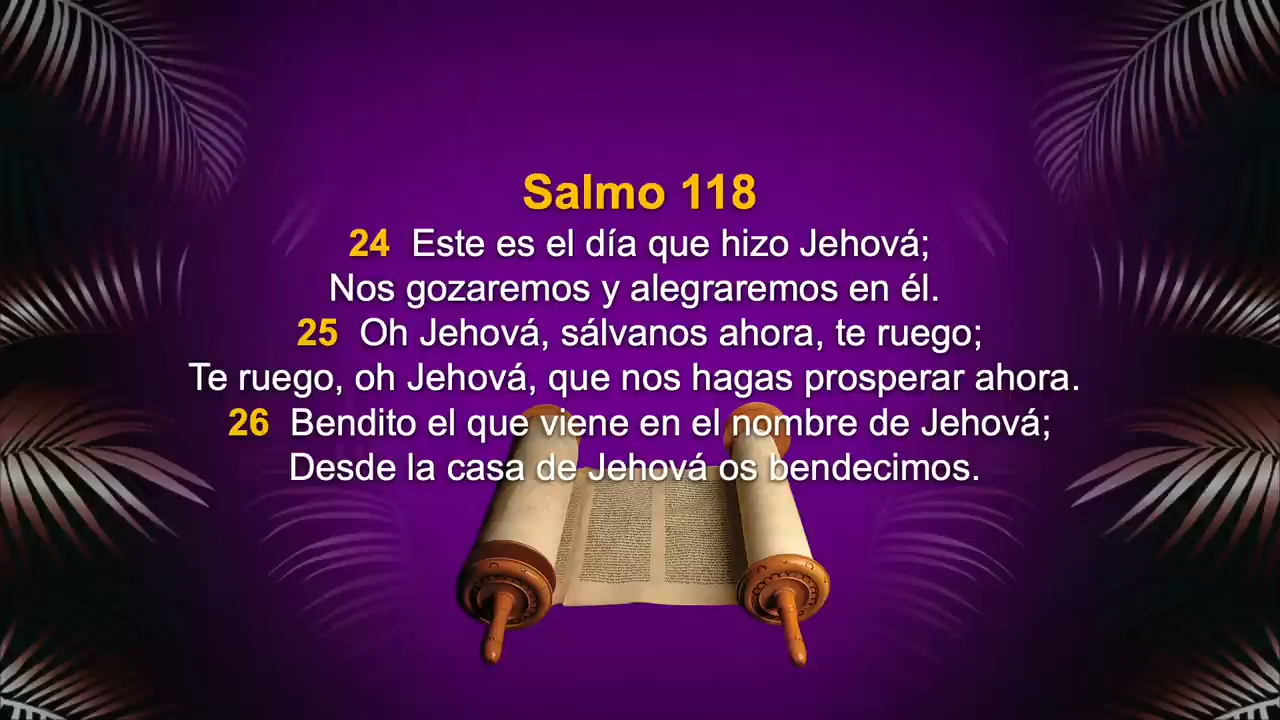 Salmo 118
24 Este es el día que hizo Jehová;
Nos gozaremos y alegraremos en él.
25 Oh Jehová, sálvanos ahora, te ruego;
Te ruego, oh Jehová, que nos hagas prosperar ahora.
26 Bendito el que viene en el nombre de Jehová;
Desde la casa de Jehová os bendecimos.